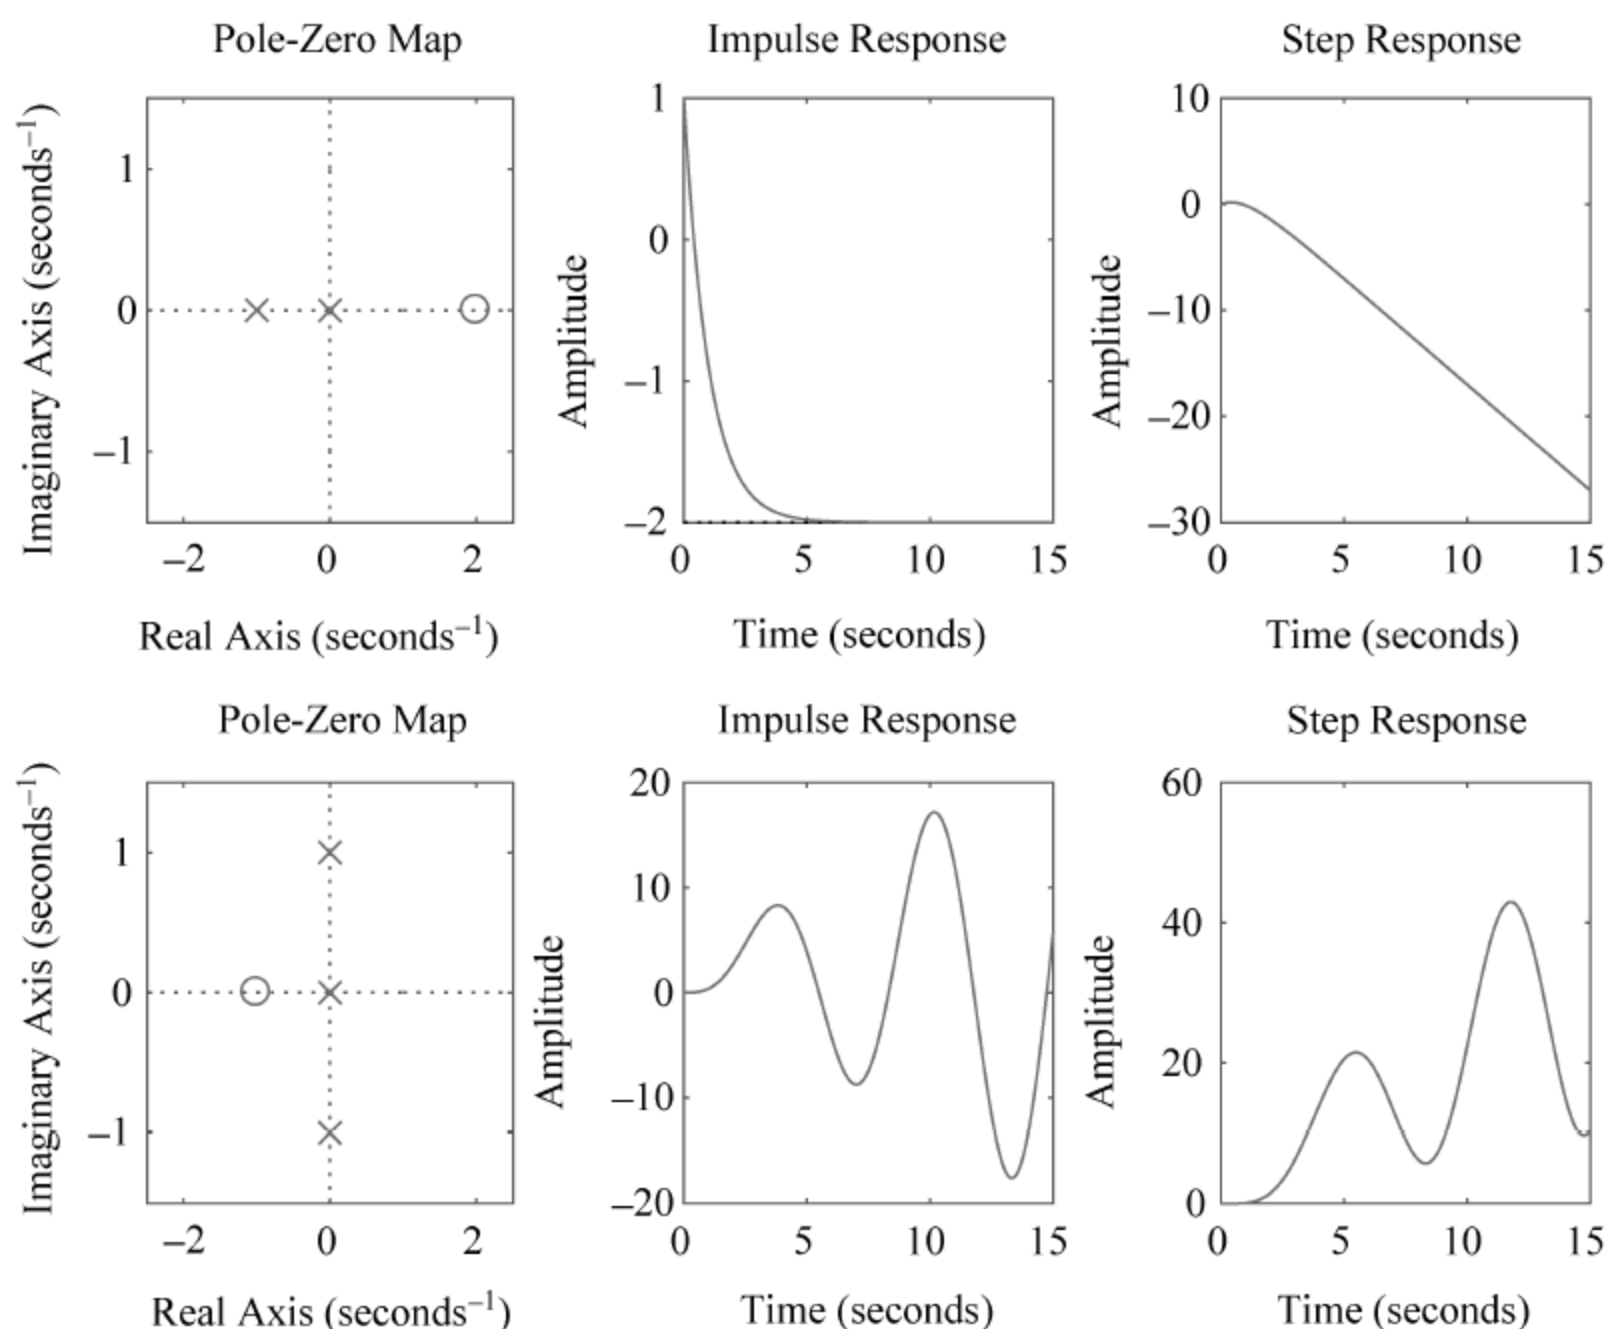 Pole-Zero Map
Imaginary Axis (seconds⁻¹)
1
0
−1
−2
0
2
Real Axis (seconds⁻¹)
Impulse Response
Amplitude
1
0
−1
−2
0
5
10
15
Time (seconds)
Step Response
Amplitude
10
0
−10
−20
−30
0
5
10
15
Time (seconds)
Pole-Zero Map
Imaginary Axis (seconds⁻¹)
1
0
−1
−2
0
2
Real Axis (seconds⁻¹)
Impulse Response
Amplitude
20
10
0
−10
−20
0
5
10
15
Time (seconds)
Step Response
Amplitude
60
40
20
0
0
5
10
15
Time (seconds)